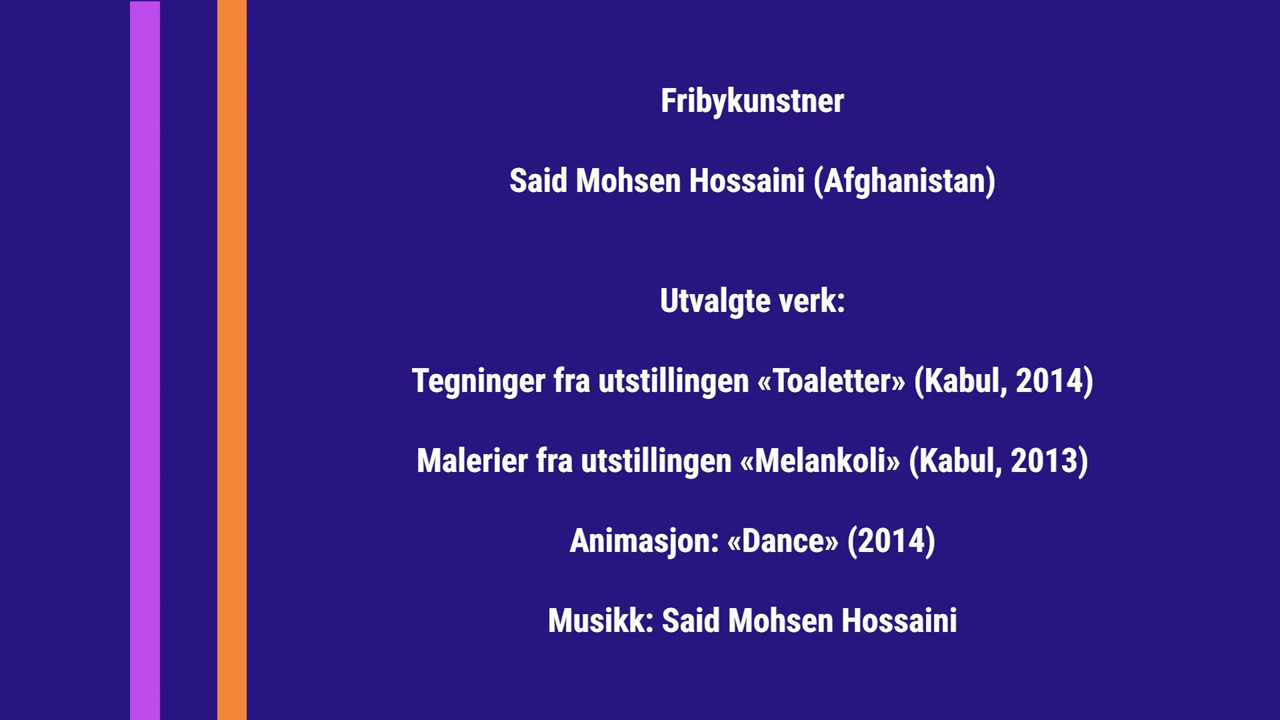 Fribykunstner
Said Mohsen Hossaini (Afghanistan)
Utvalgte verk:
Tegninger fra utstillingen «Toaletter» (Kabul, 2014)
Malerier fra utstillingen «Melankoli» (Kabul, 2013)
Animasjon: «Dance» (2014)
Musikk: Said Mohsen Hossaini